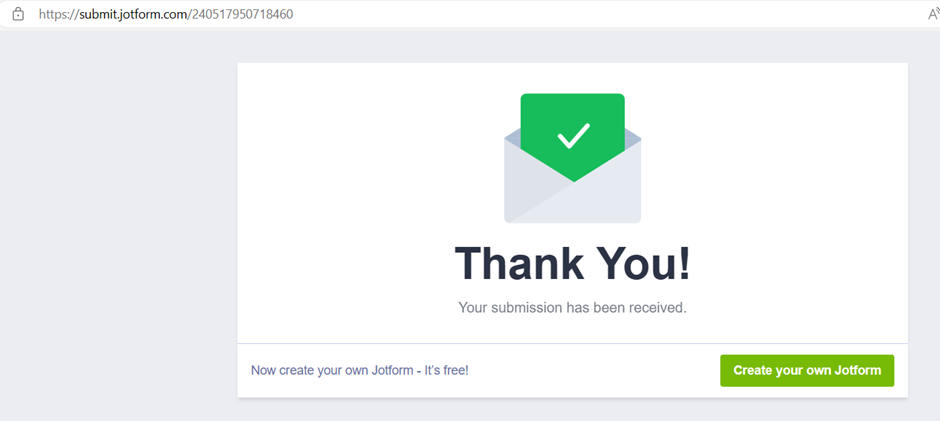 https://submit.jotform.com/240517950718460
A
Thank You!
Your submission has been received.
Now create your own Jotform - It's free!
Create your own Jotform